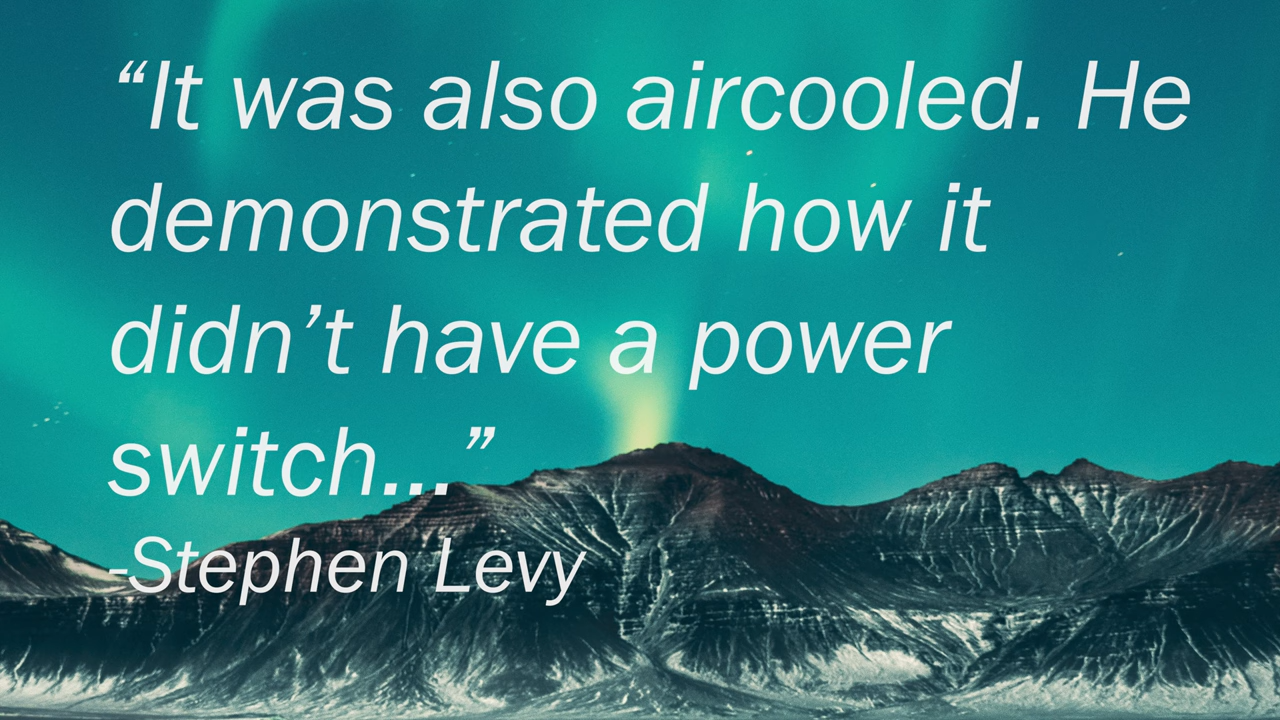 “It was also aircooled. He
demonstrated how it
didn’t have a power
switch...”
-Stephen Levy